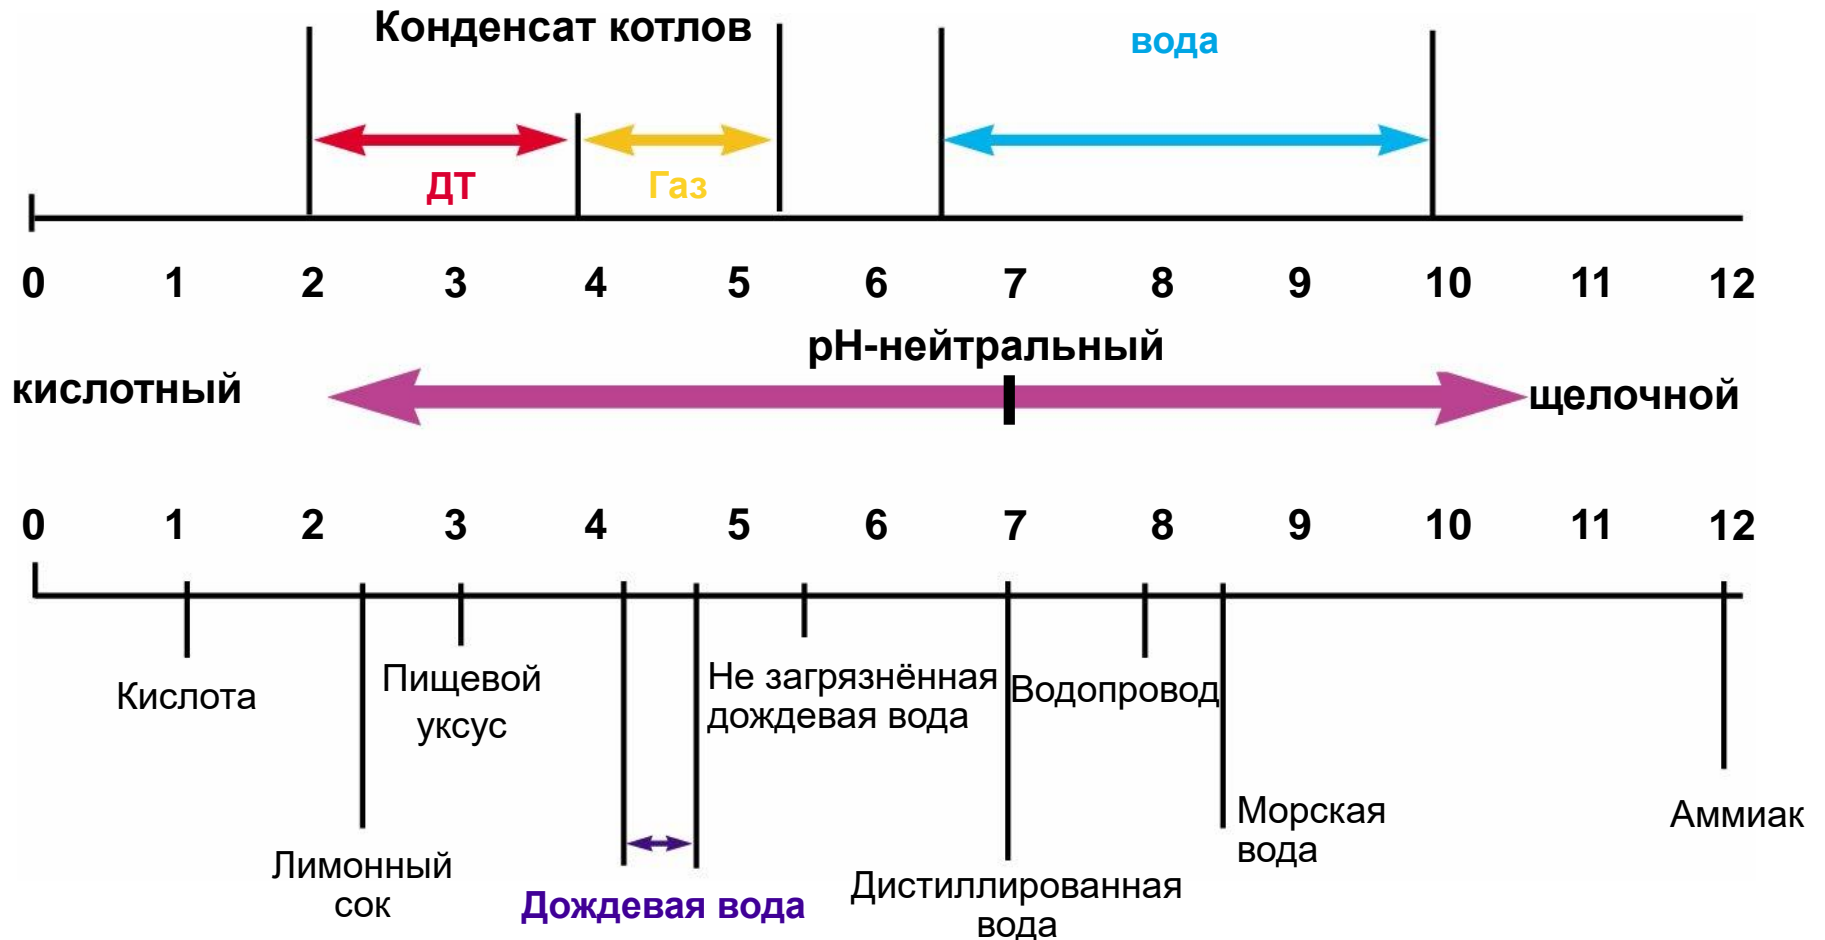 Конденсат котлов
вода
ДТ
Газ
0 1 2 3 4 5 6 7 8 9 10 11 12
pH-нейтральный
кислотный
щелочной
0 1 2 3 4 5 6 7 8 9 10 11 12
Кислота
Пищевой
уксус
Не загрязнённая
дождевая вода
Водопровод
Лимонный
сок
Дождевая вода
Дистиллированная
вода
Морская
вода
Аммиак